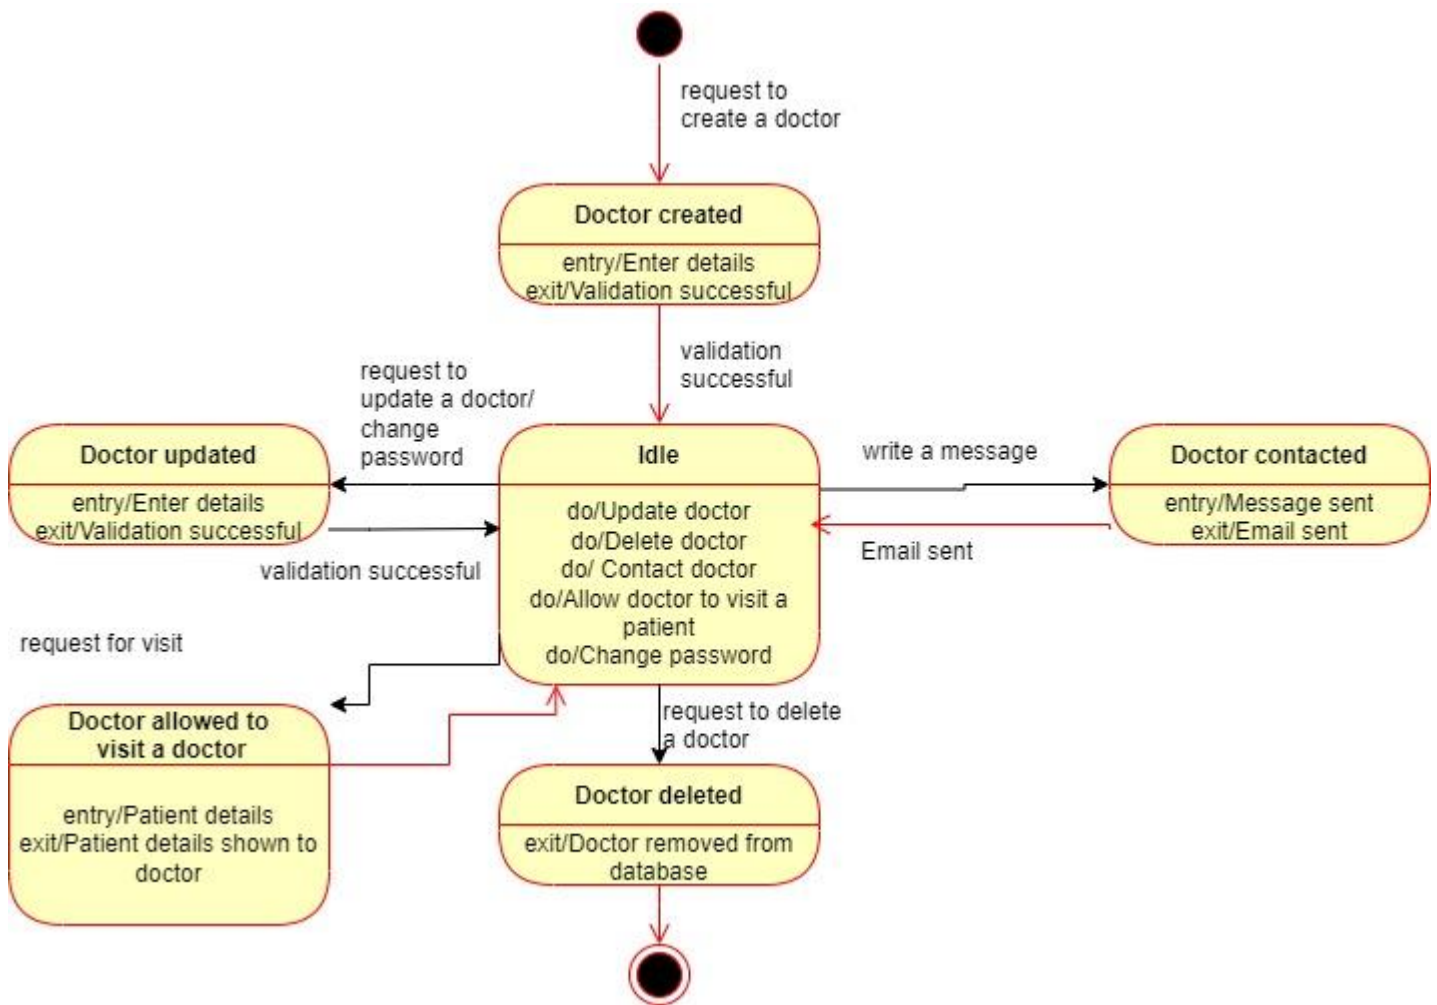 request to
create a doctor
Doctor created
entry/Enter details
exit/Validation successful
validation
successful
request to
update a doctor/
change
password
Doctor updated
entry/Enter details
exit/Validation successful
validation successful
Idle
do/Update doctor
do/Delete doctor
do/ Contact doctor
do/Allow doctor to visit a
patient
do/Change password
write a message
Doctor contacted
entry/Message sent
exit/Email sent
Email sent
request for visit
Doctor allowed to
visit a doctor
entry/Patient details
exit/Patient details shown to
doctor
request to delete
a doctor
Doctor deleted
exit/Doctor removed from
database